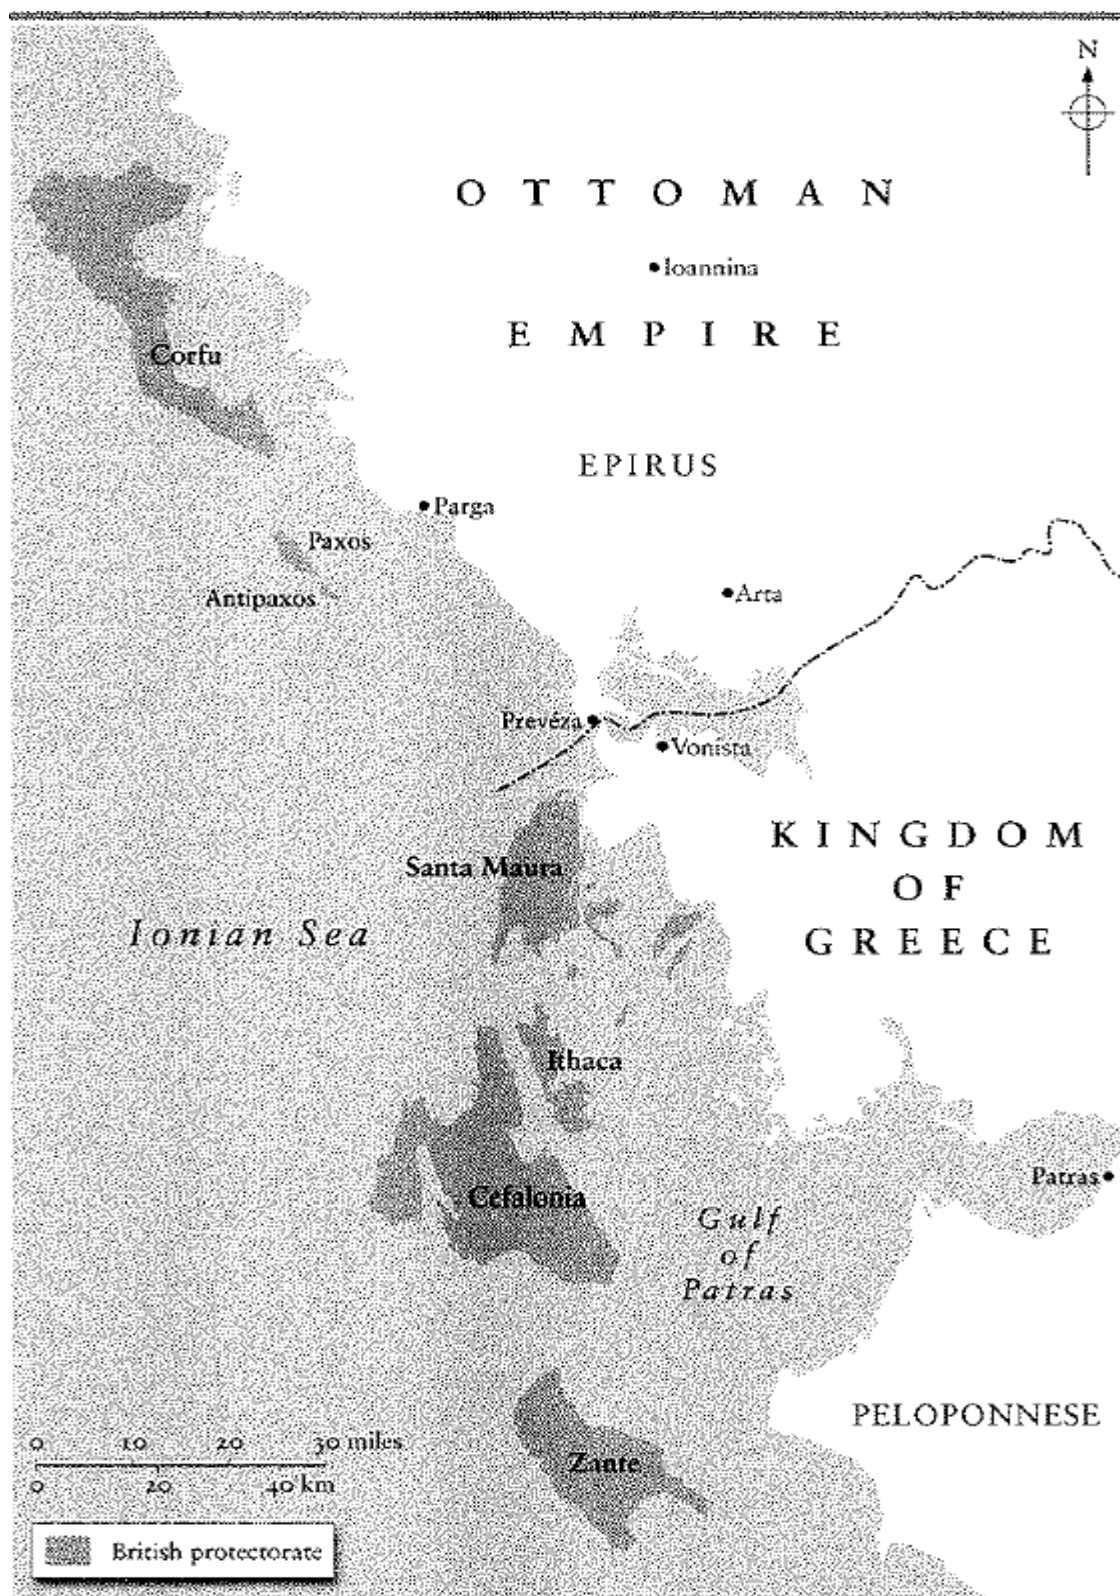 N
OTTOMAN
Ioannina
EMPIRE
Corfu
EPIRUS
Parga
Paxos
Antipaxos
Arta
Prevéza
Vonista
KINGDOM
OF
GREECE
Santa Maura
Ionian Sea
Ithaca
Patras
Cefalonia
Gulf
of
Patras
PELOPONNESE
0 10 20 30 miles
Zante
0 20 40 km
British protectorate